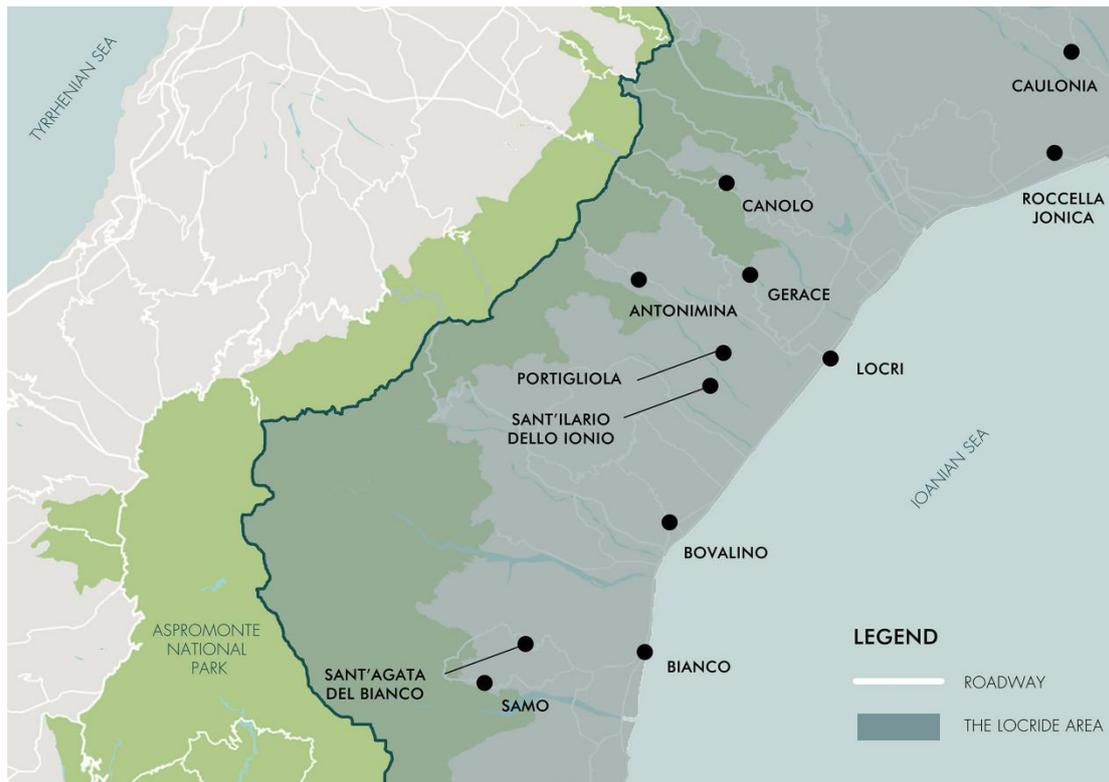 TYRRHENIAN SEA
CAULONIA
ROCCELLA
JONICA
CANOLO
GERACE
ANTONIMINA
LOCRI
PORTIGLIOLA
SANT'ILARIO
DELLO IONIO
IOANIAN SEA
BOVALINO
ASPROMONTE
NATIONAL
PARK
SANT'AGATA
DEL BIANCO
BIANCO
SAMO
LEGEND
ROADWAY
THE LOCRIDE AREA